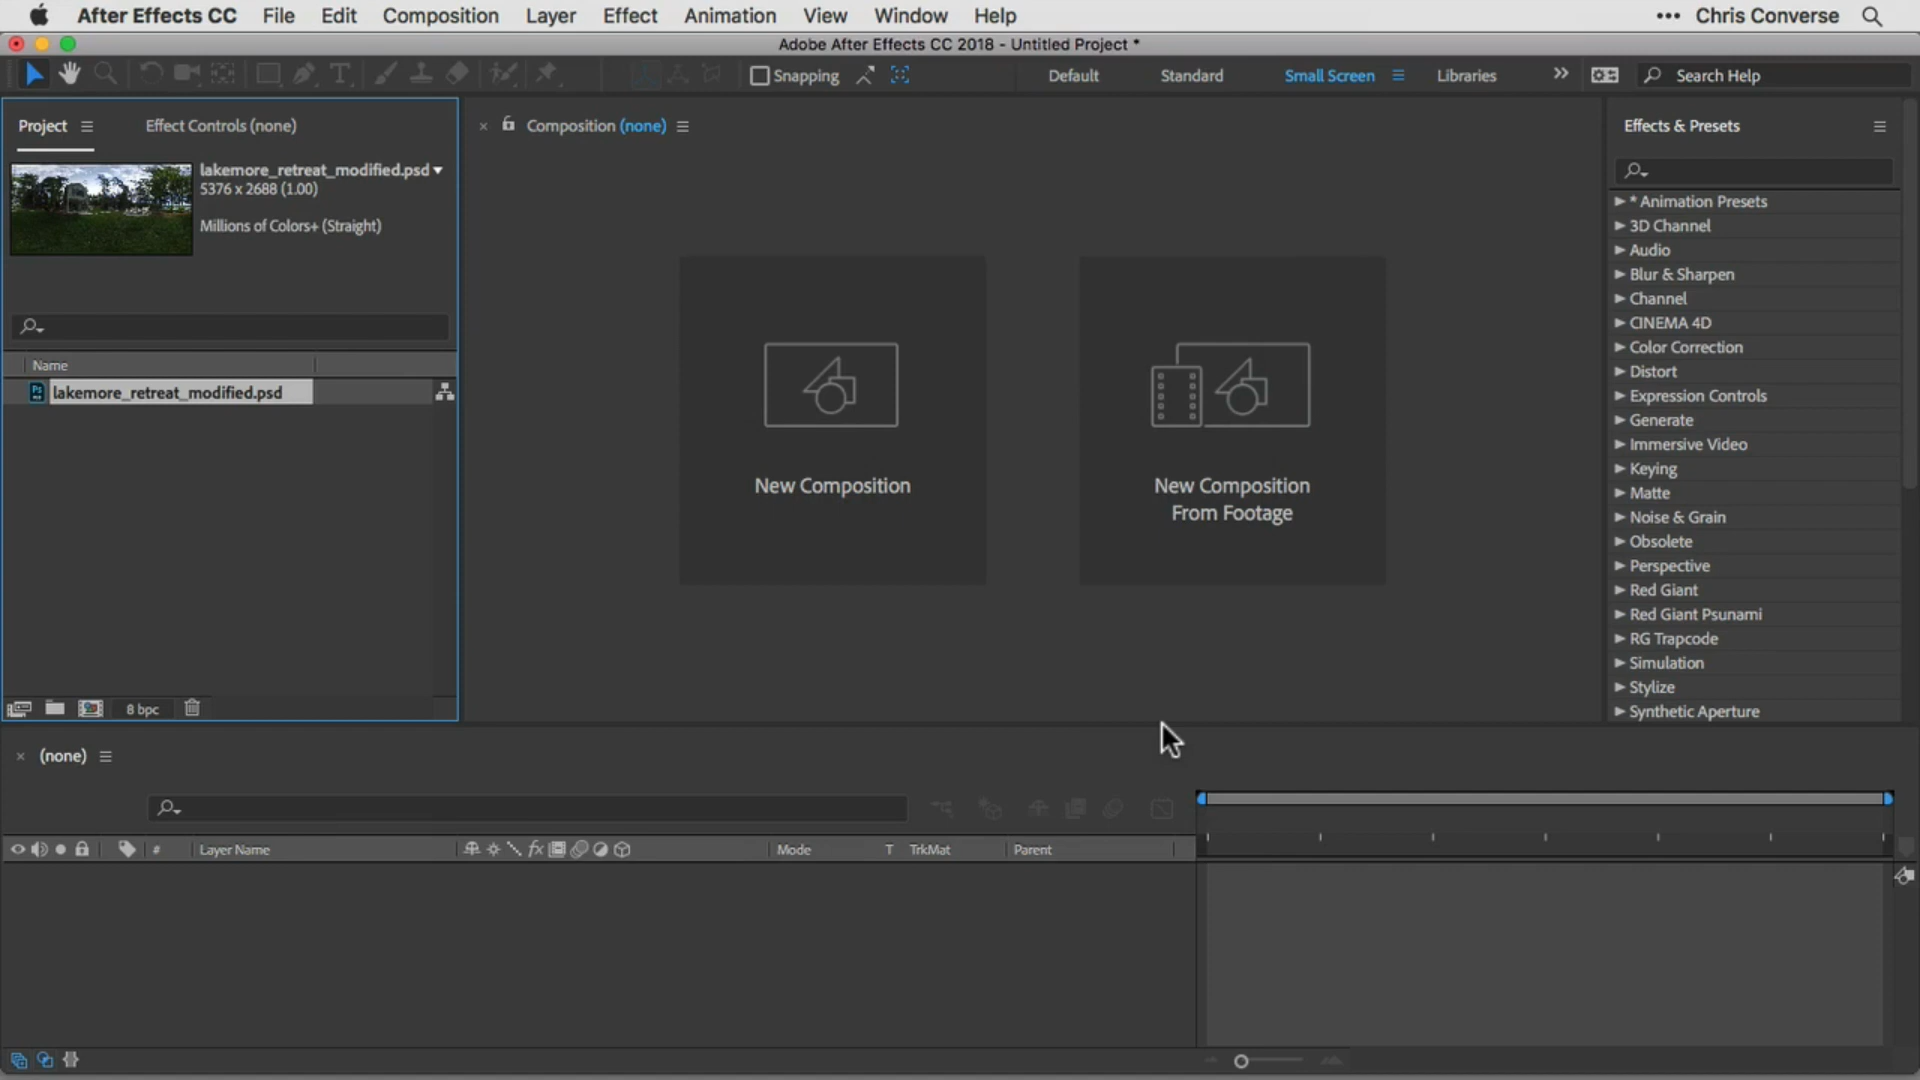 After Effects CC File Edit Composition Layer Effect Animation View Window Help Chris Converse
Adobe After Effects CC 2018 - Untitled Project *
Snapping Default Standard Small Screen Libraries Search Help
Project Effect Controls (none)
lakemore_retreat_modified.psd
5376 x 2688 (1.00)
Millions of Colors+ (Straight)
Name
lakemore_retreat_modified.psd
8 bpc
Composition (none)
New Composition
New Composition
From Footage
Effects & Presets
* Animation Presets
3D Channel
Audio
Blur & Sharpen
Channel
CINEMA 4D
Color Correction
Distort
Expression Controls
Generate
Immersive Video
Keying
Matte
Noise & Grain
Obsolete
Perspective
Red Giant
Red Giant Psunami
RG Trapcode
Simulation
Stylize
Synthetic Aperture
(none)
# Layer Name Mode T TrkMat Parent